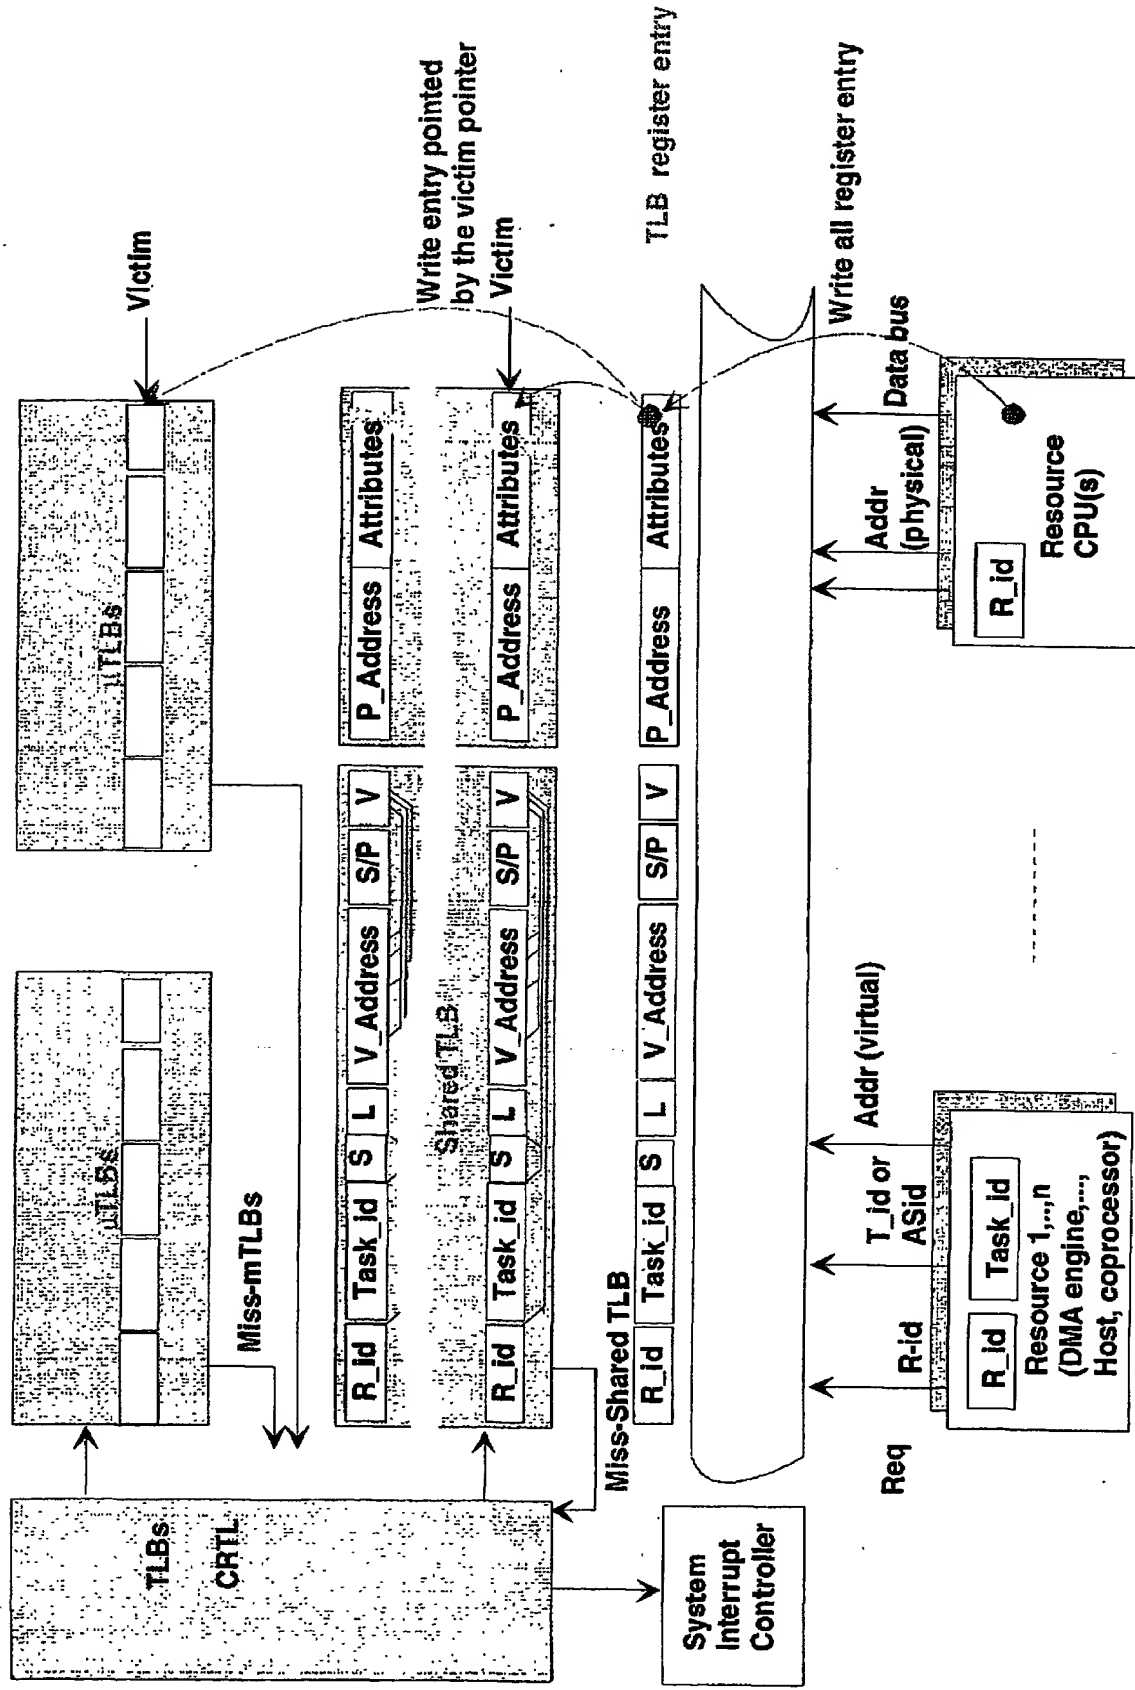 TLBs
CRTL
µTLBs
µTLBs
Victim
Miss-mTLBs
R_id Task_id S L V_Address S/P V P_Address Attributes
Shared TLB
Write entry pointed
by the victim pointer
R_id Task_id S L V_Address S/P V P_Address Attributes
Victim
Miss-Shared TLB
TLB register entry
R_id Task_id S L V_Address S/P V P_Address Attributes
System
Interrupt
Controller
Write all register entry
Req
R-id
T_id or
ASid
Addr (virtual)
Addr
(physical)
Data bus
R_id
Task_id
Resource 1,..,n
(DMA engine,...,
Host, coprocessor)
R_id
Resource
CPU(s)